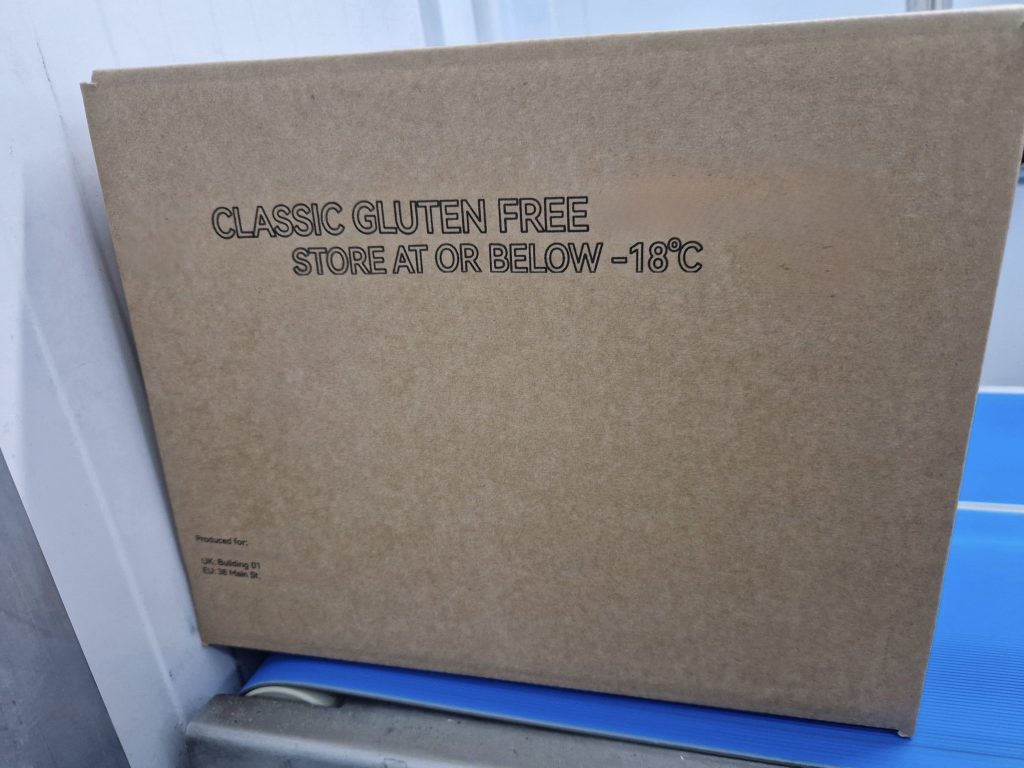 CLASSIC GLUTEN FREE
STORE AT OR BELOW -18°C
Produced for:
UK: Building 01
EU: 36 Main St.